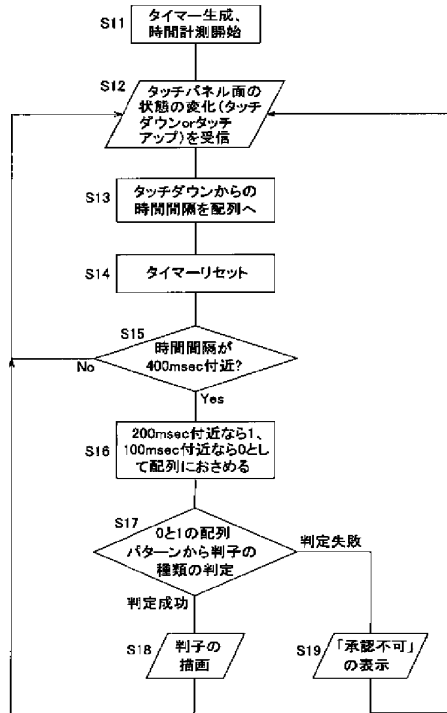 S11
タイマー生成、
時間計測開始
S12
タッチパネル面の
状態の変化(タッチ
ダウンorタッチ
アップ)を受信
S13
タッチダウンからの
時間間隔を配列へ
S14
タイマーリセット
S15
時間間隔が
400msec付近?
No
Yes
S16
200msec付近なら1、
100msec付近なら0とし
て配列におさめる
S17
0と1の配列
パターンから判子の
種類の判定
判定失敗
判定成功
S18
判子の
描画
S19
「承認不可」
の表示